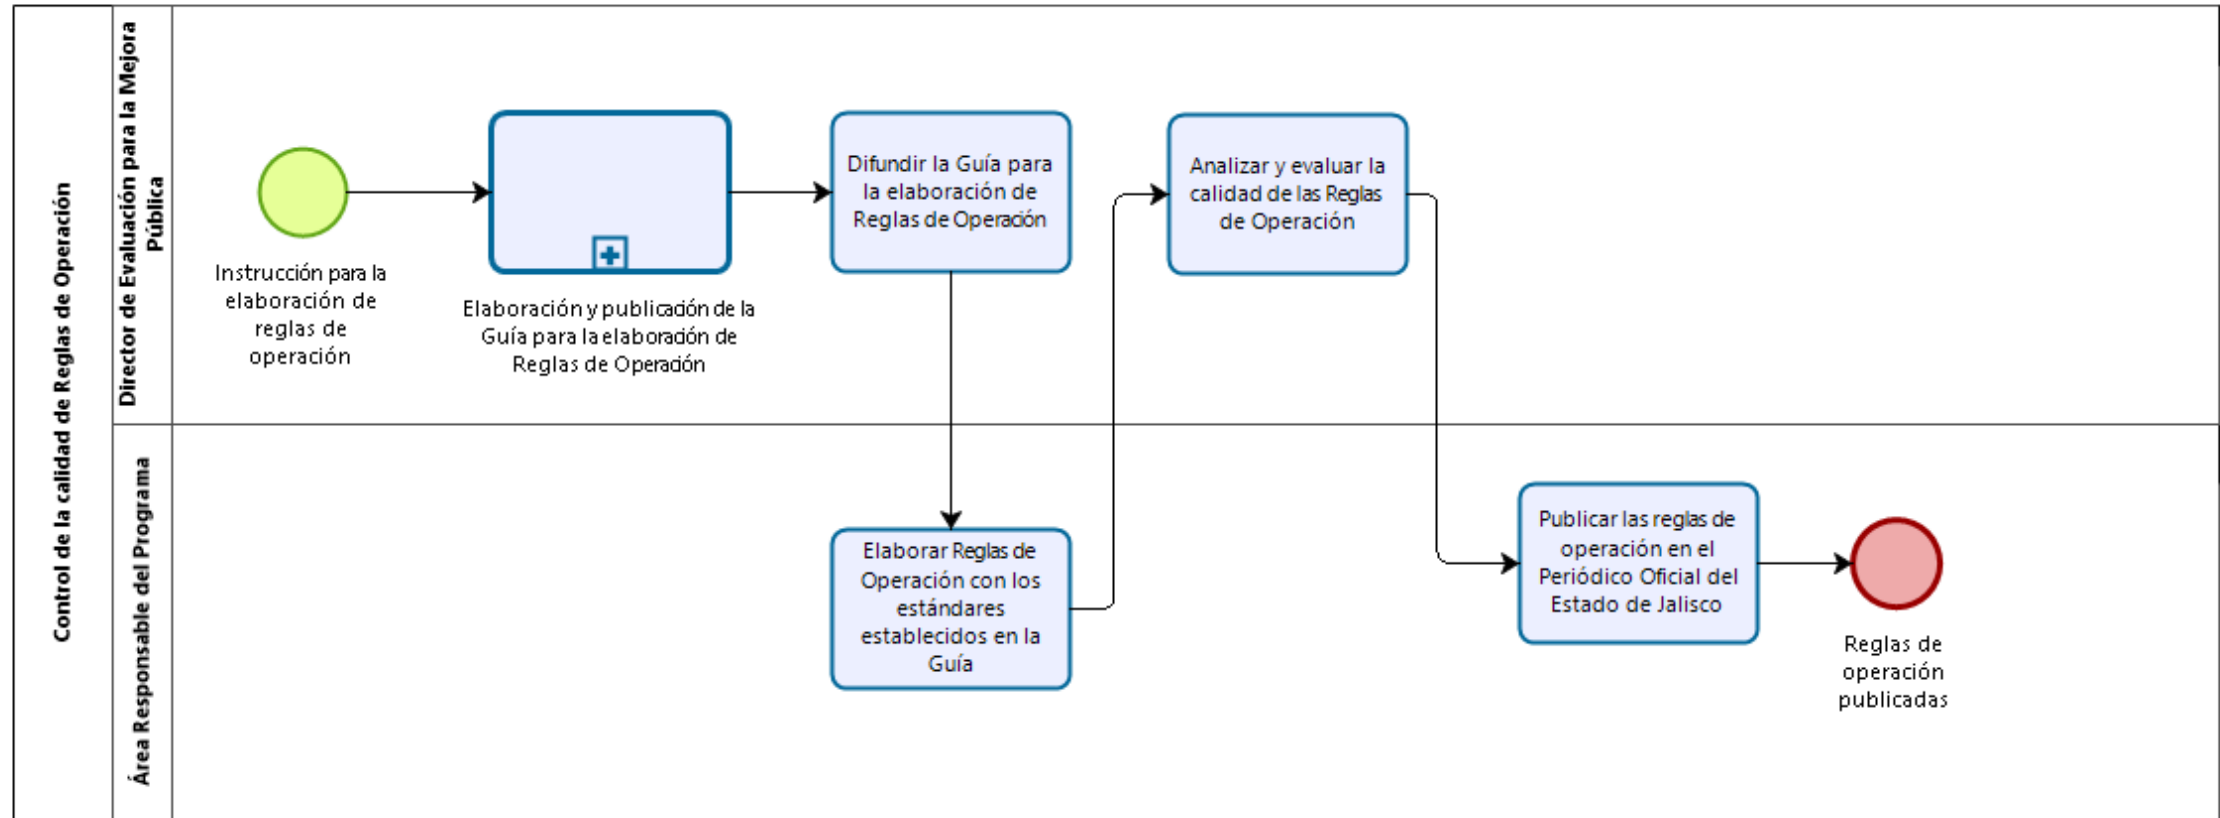 Control de la calidad de Reglas de Operación
Director de Evaluación para la Mejora
Pública
Instrucción para la
elaboración de
reglas de
operación
Elaboración y publicación de la
Guía para la elaboración de
Reglas de Operación
Difundir la Guía para
la elaboración de
Reglas de Operación
Analizar y evaluar la
calidad de las Reglas
de Operación
Área Responsable del Programa
Elaborar Reglas de
Operación con los
estándares
establecidos en la
Guía
Publicar las reglas de
operación en el
Periódico Oficial del
Estado de Jalisco
Reglas de
operación
publicadas